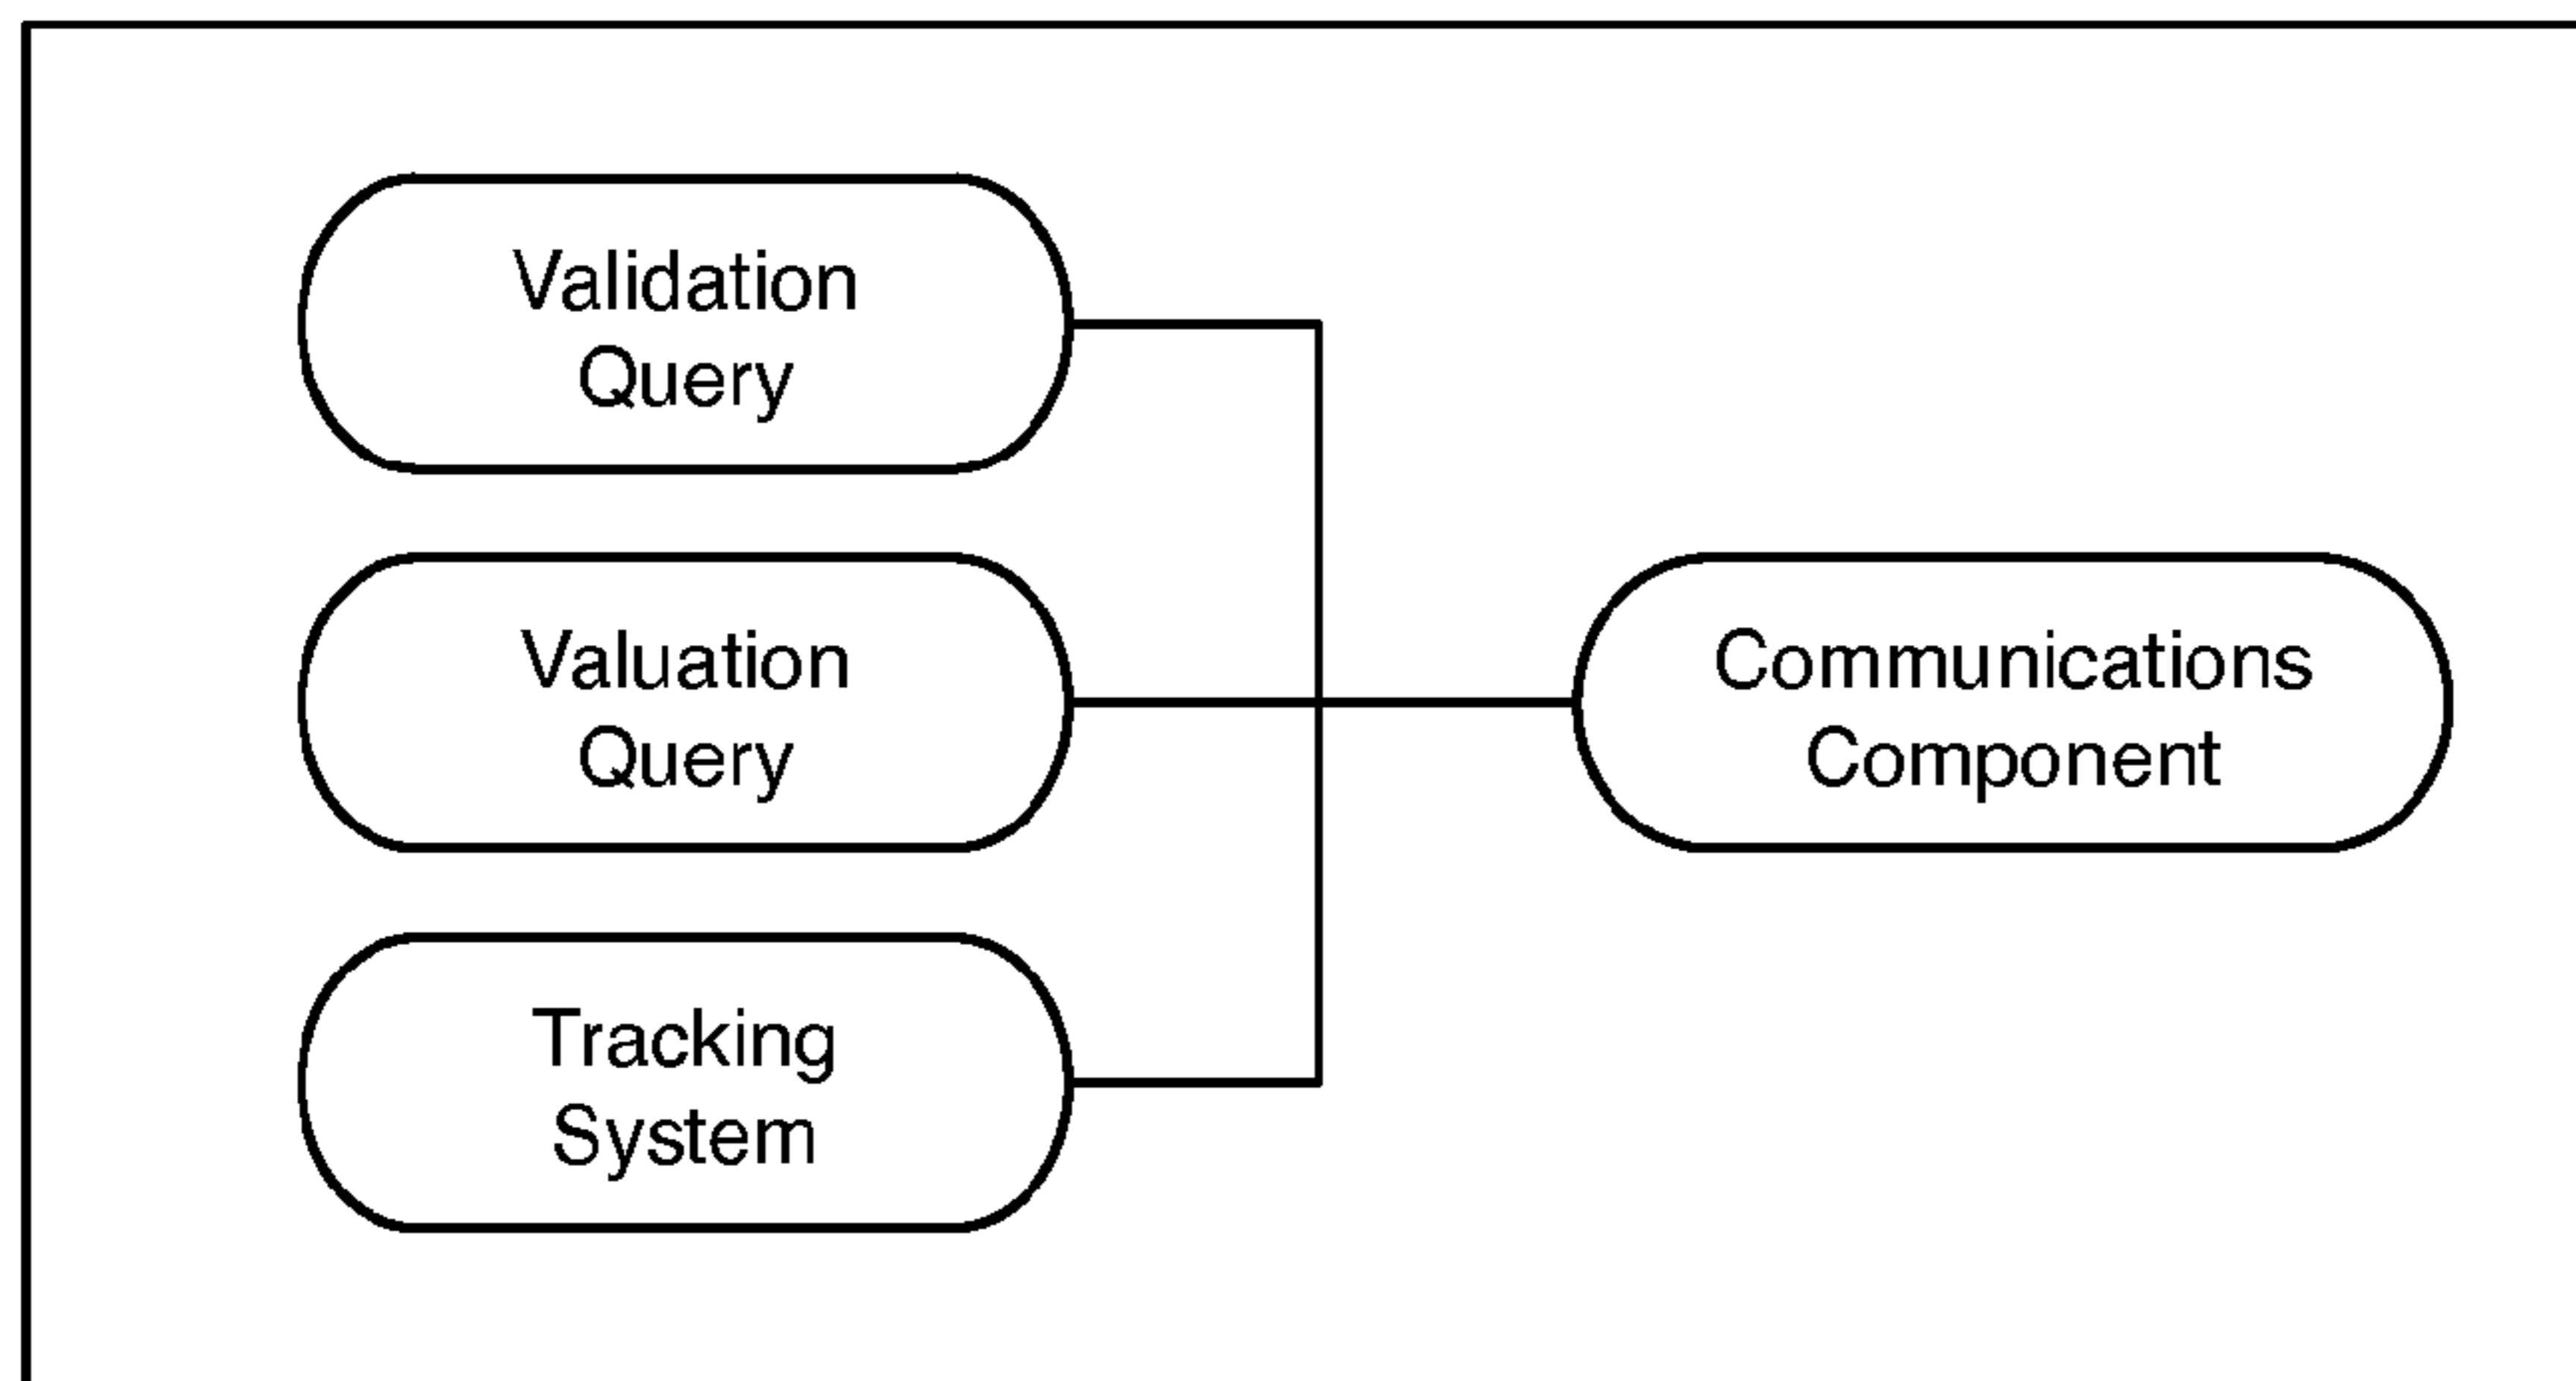 Validation
Query
Valuation
Query
Tracking
System
Communications
Component